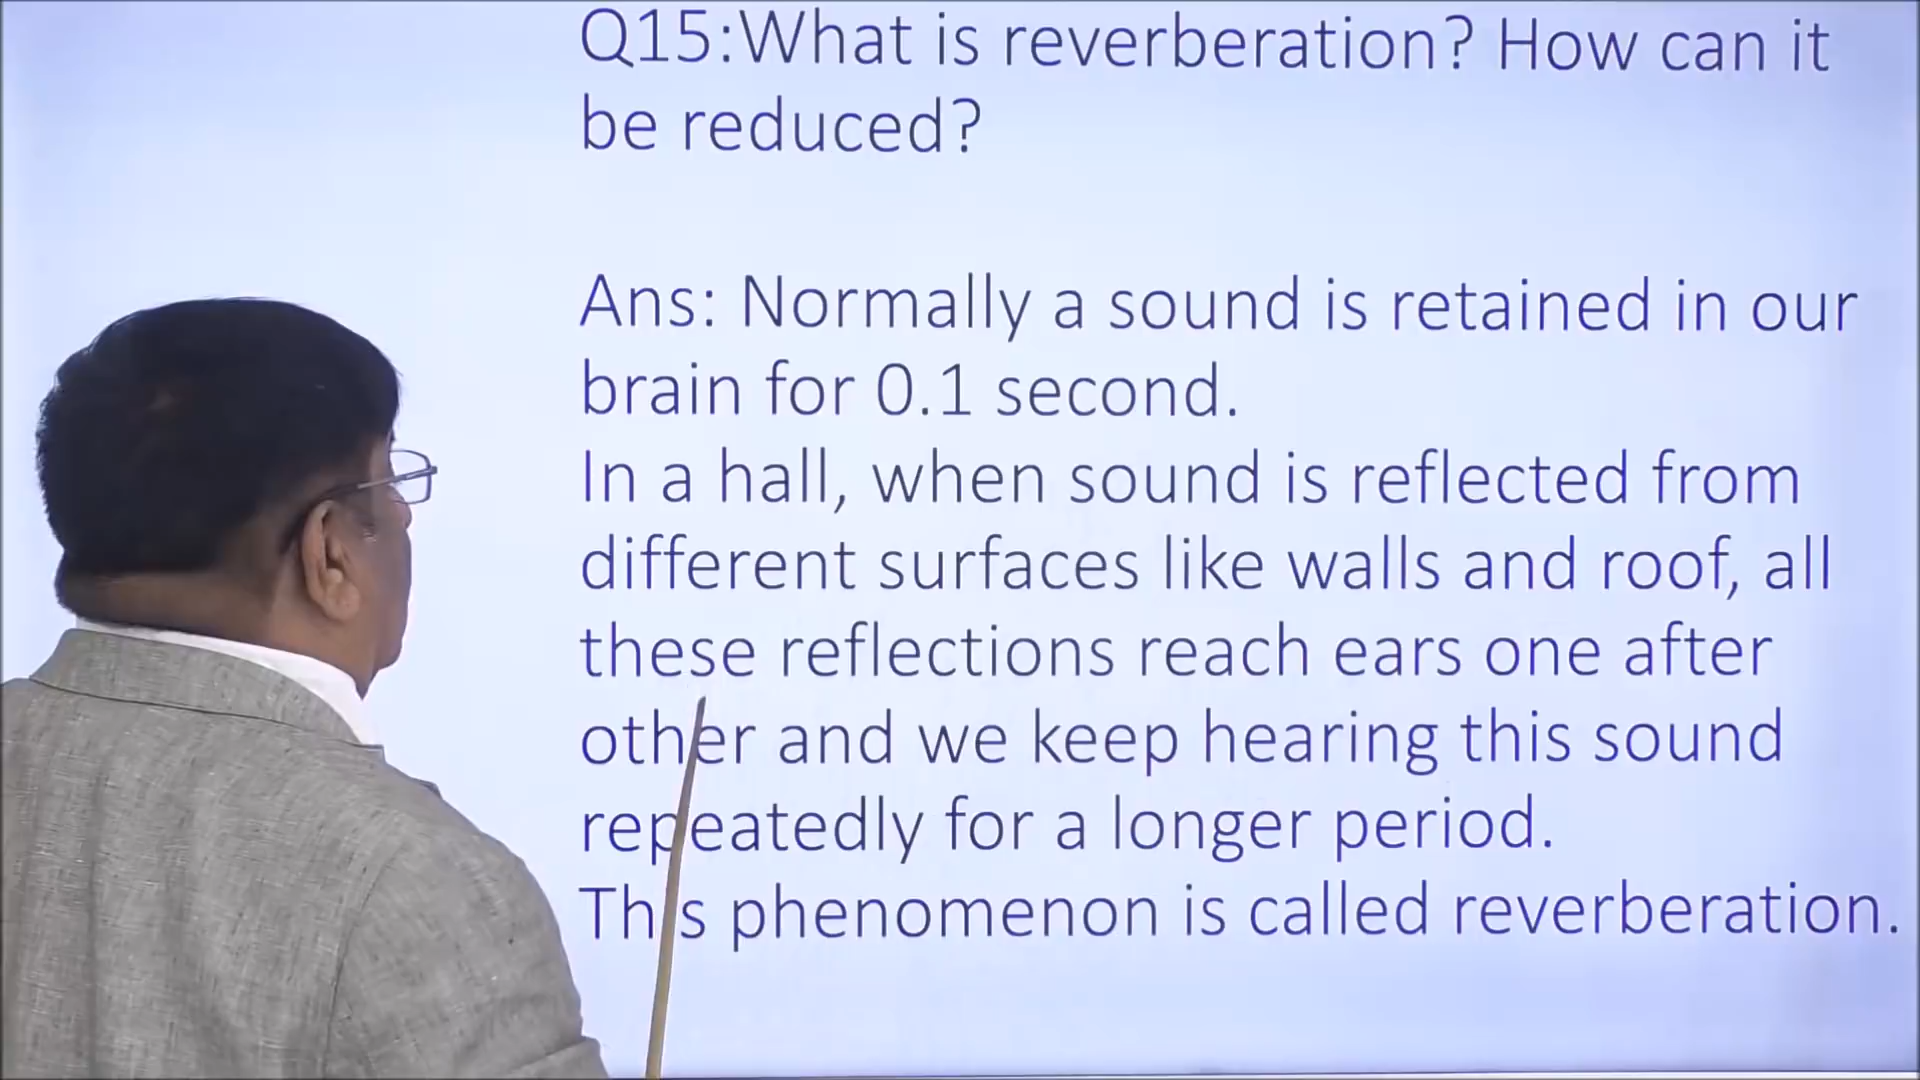 Q15:What is reverberation? How can it
be reduced?
Ans: Normally a sound is retained in our
brain for 0.1 second.
In a hall, when sound is reflected from
different surfaces like walls and roof, all
these reflections reach ears one after
other and we keep hearing this sound
repeatedly for a longer period.
This phenomenon is called reverberation.